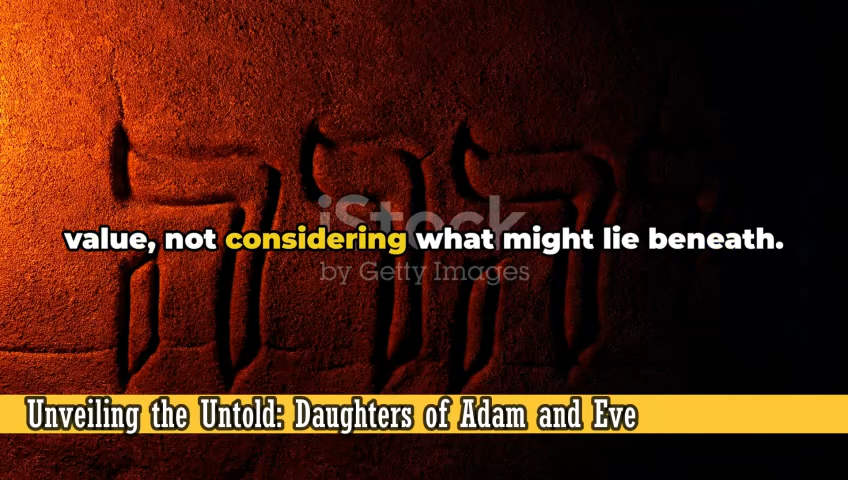 יהוה
iStock
value, not considering what might lie beneath.
by Getty Images
Unveiling the Untold: Daughters of Adam and Eve